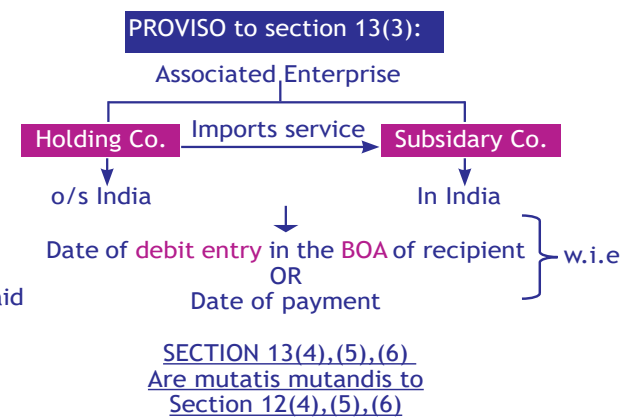 PROVISO to section 13(3):
Associated Enterprise
Holding Co. Imports service Subsidary Co.
o/s India In India
Date of debit entry in the BOA of recipient
OR
w.i.e
aid
Date of payment
SECTION 13(4),(5),(6)
Are mutatis mutandis to
Section 12(4),(5),(6)